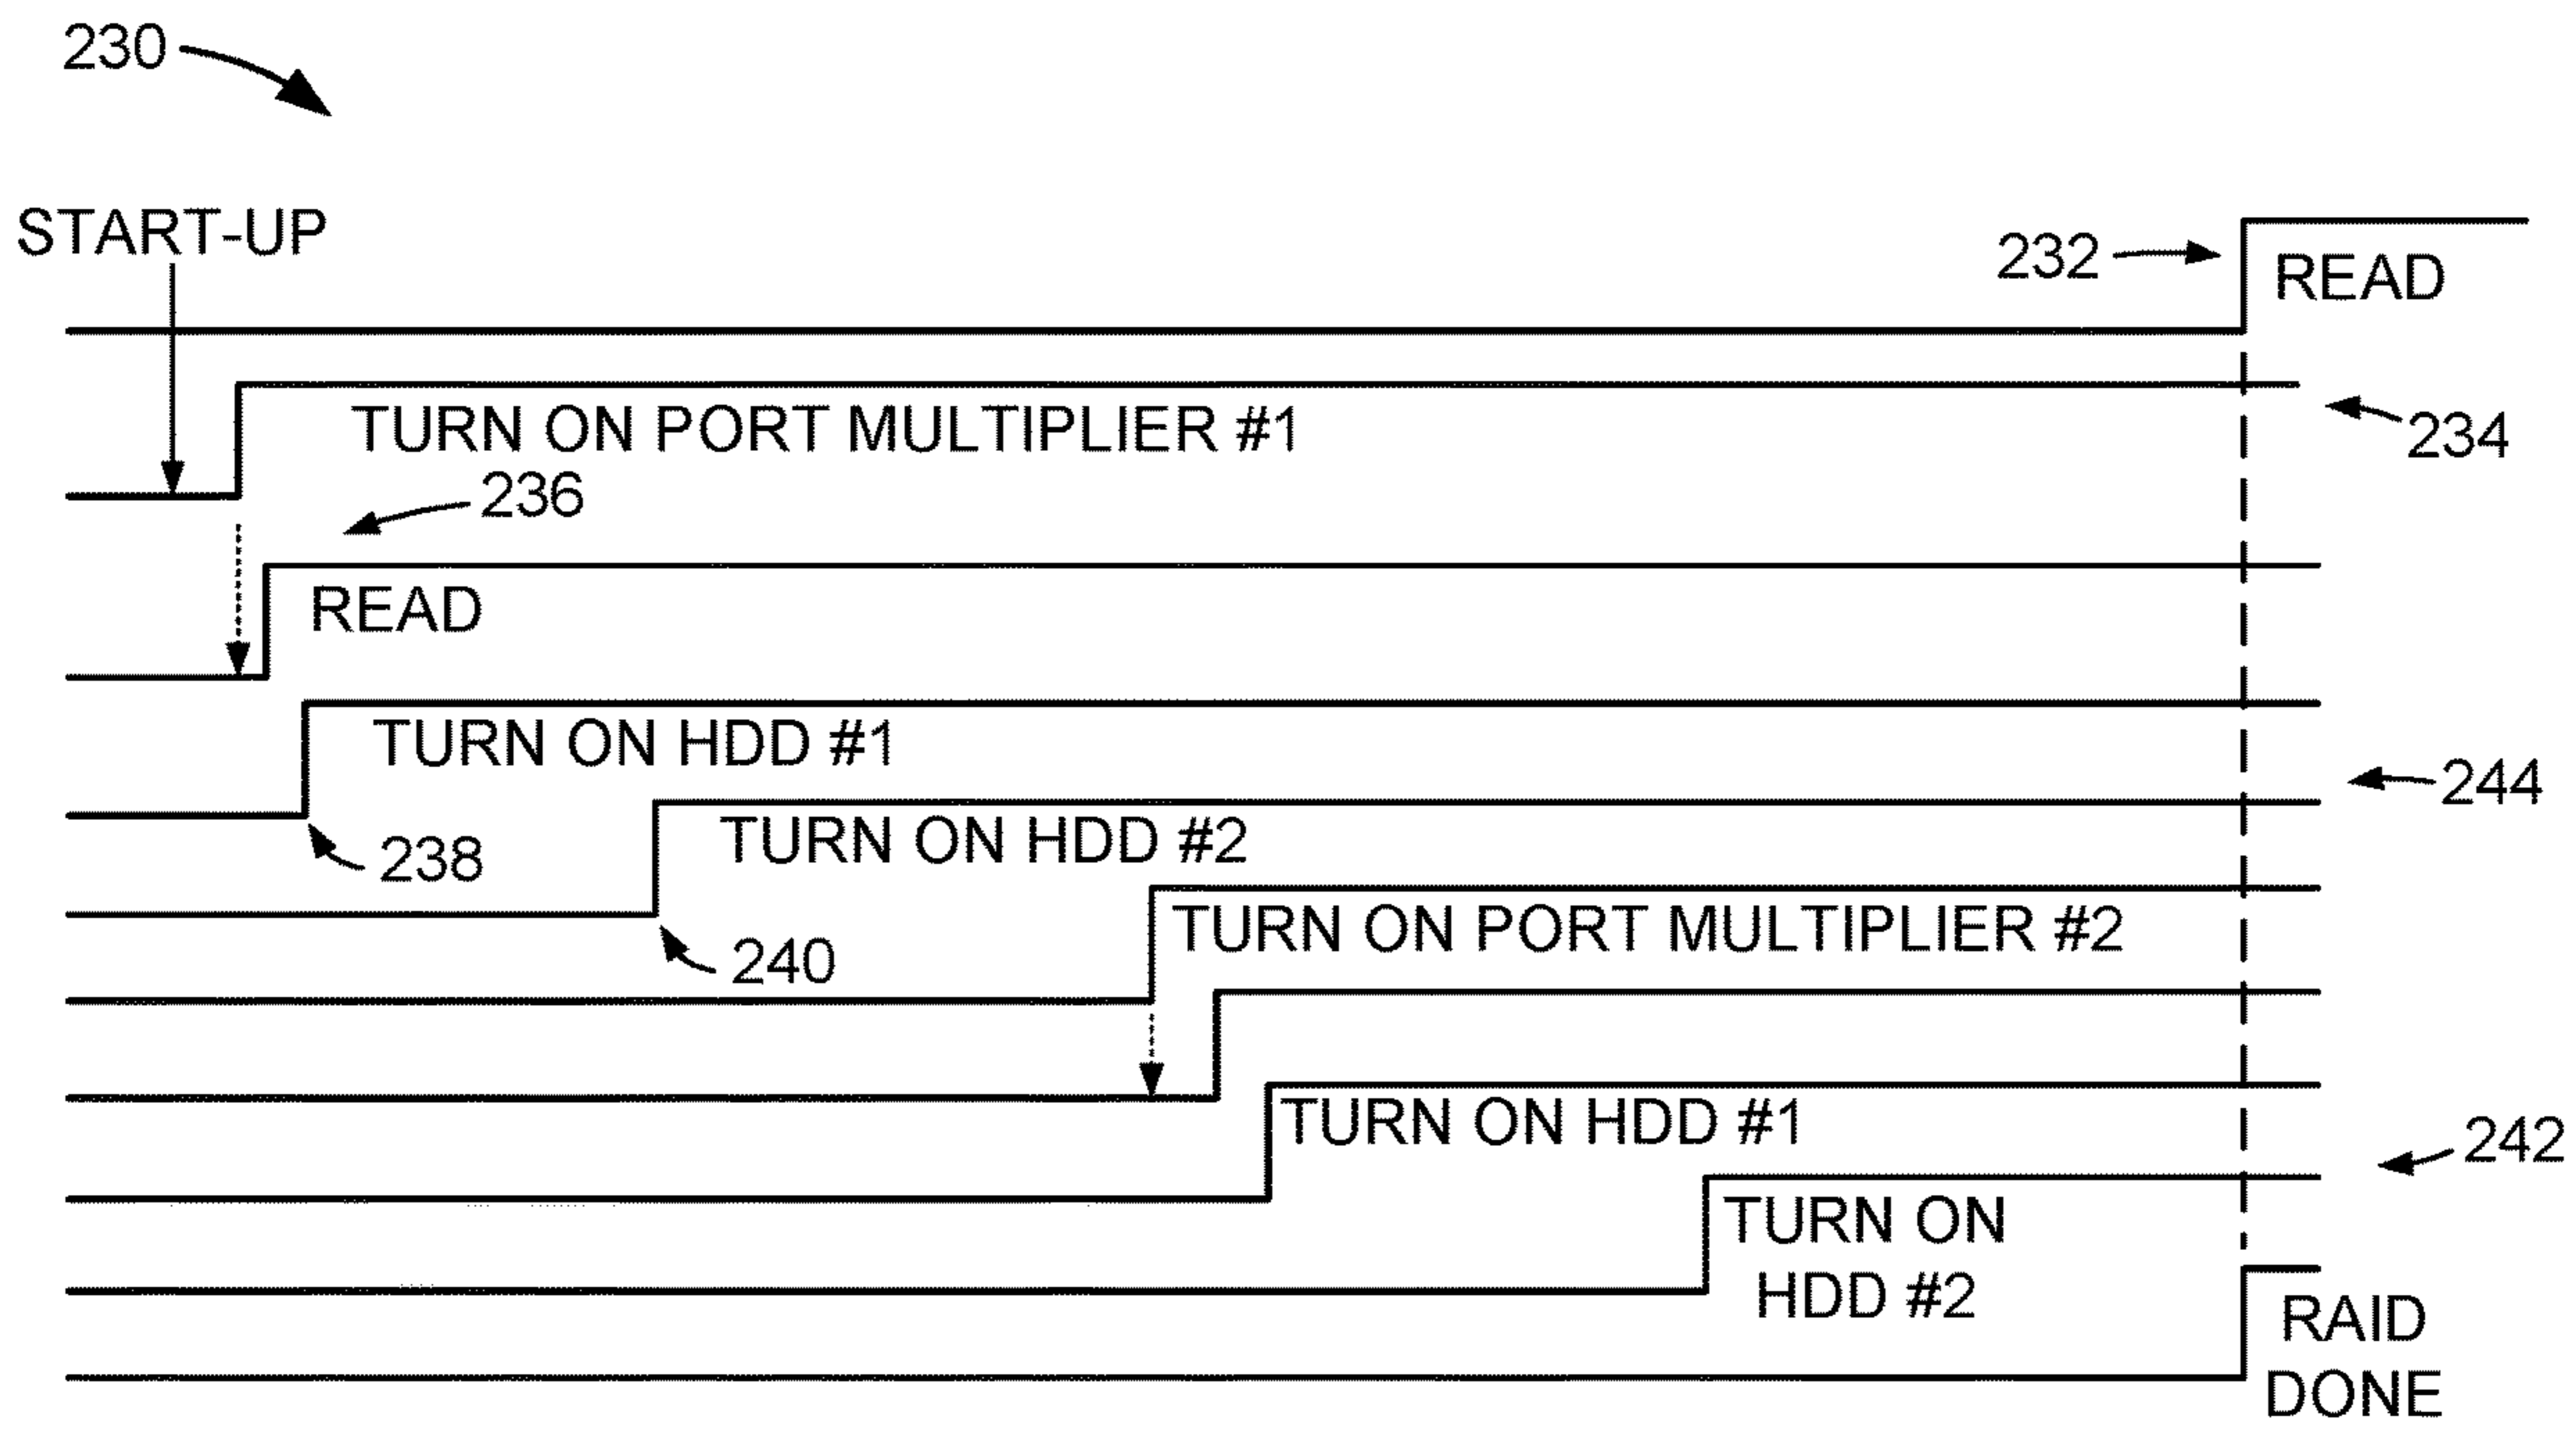 230
START-UP
232
READ
TURN ON PORT MULTIPLIER #1
234
236
READ
TURN ON HDD #1
244
TURN ON HDD #2
238
TURN ON PORT MULTIPLIER #2
240
TURN ON HDD #1
242
TURN ON
HDD #2
RAID
DONE